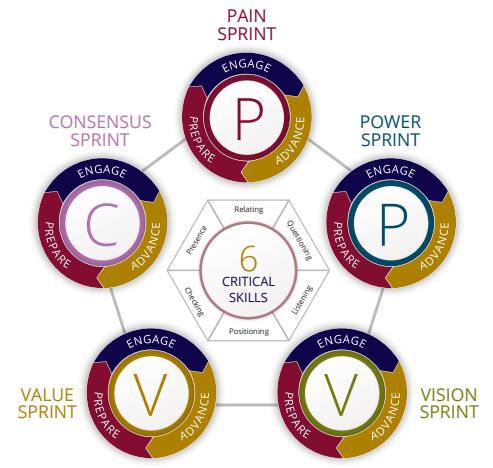 PAIN
SPRINT
ENGAGE
P
PREPARE
ADVANCE
CONSENSUS
SPRINT
ENGAGE
C
PREPARE
ADVANCE
POWER
SPRINT
ENGAGE
P
PREPARE
ADVANCE
Relating
Presence
Questioning
6
CRITICAL
SKILLS
Checking
Listening
Positioning
VALUE
SPRINT
ENGAGE
V
PREPARE
ADVANCE
VISION
SPRINT
ENGAGE
V
PREPARE
ADVANCE